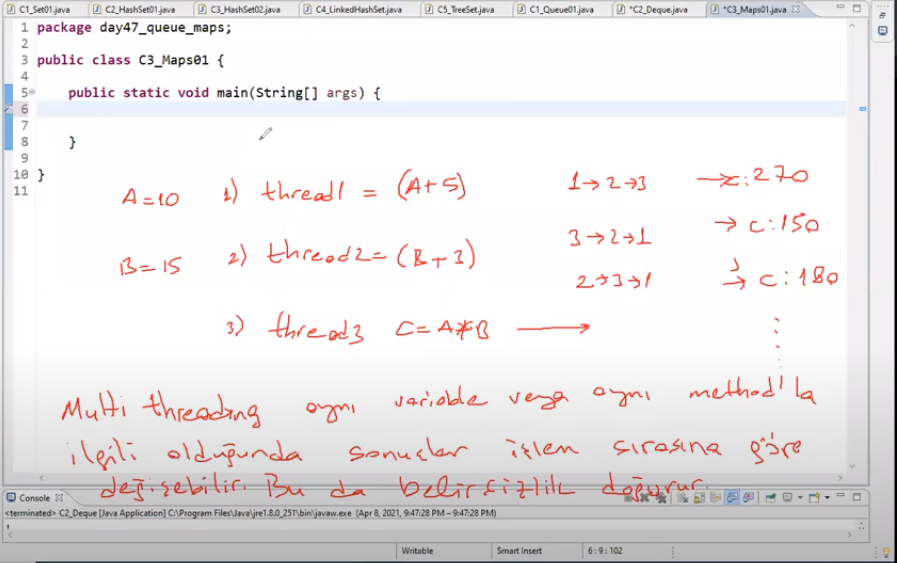 C1_Set01.java C2_HashSet01.java C3_HashSet02.java C4_LinkedHashSet.java C5_TreeSet.java C1_Queue01.java *C2_Deque.java *C3_Maps01.java
1 package day47_queue_maps;
2
3 public class C3_Maps01 {
4
5 public static void main(String[] args) {
6
7
8 }
9
10 }
11
A=10 1) thread1 = (A+5) 1→2→3 →c:270
3→2→1 → c:150
B=15 2) thread2= (B+3)
2→3→1 → c:180
3) thread3 C=A*B →
Multi threading aynı variable veya aynı method'la
ilgili olduğunda sonuçlar işlem sırasına göre
değişebilir. Bu da belirsizlik doğurur.
Console
<terminated> C2_Deque [Java Application] C:\Program Files\Java\jre1.8.0_251\bin\javaw.exe (Apr 8, 2021, 9:47:28 PM – 9:47:28 PM)
Writable Smart Insert 6 : 9 : 102